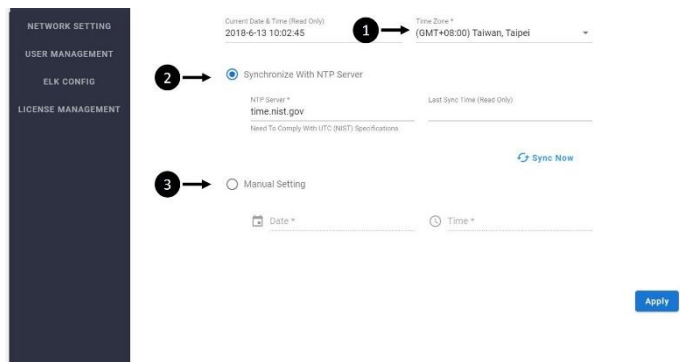 NETWORK SETTING
USER MANAGEMENT
ELK CONFIG
LICENSE MANAGEMENT
Current Date & Time (Read Only)
2018-6-13 10:02:45
1
Time Zone *
(GMT+08:00) Taiwan, Taipei
2
Synchronize With NTP Server
NTP Server *
time.nist.gov
Need To Comply With UTC (NIST) Specifications
Last Sync Time (Read Only)
Sync Now
3
Manual Setting
Date *
Time *
Apply